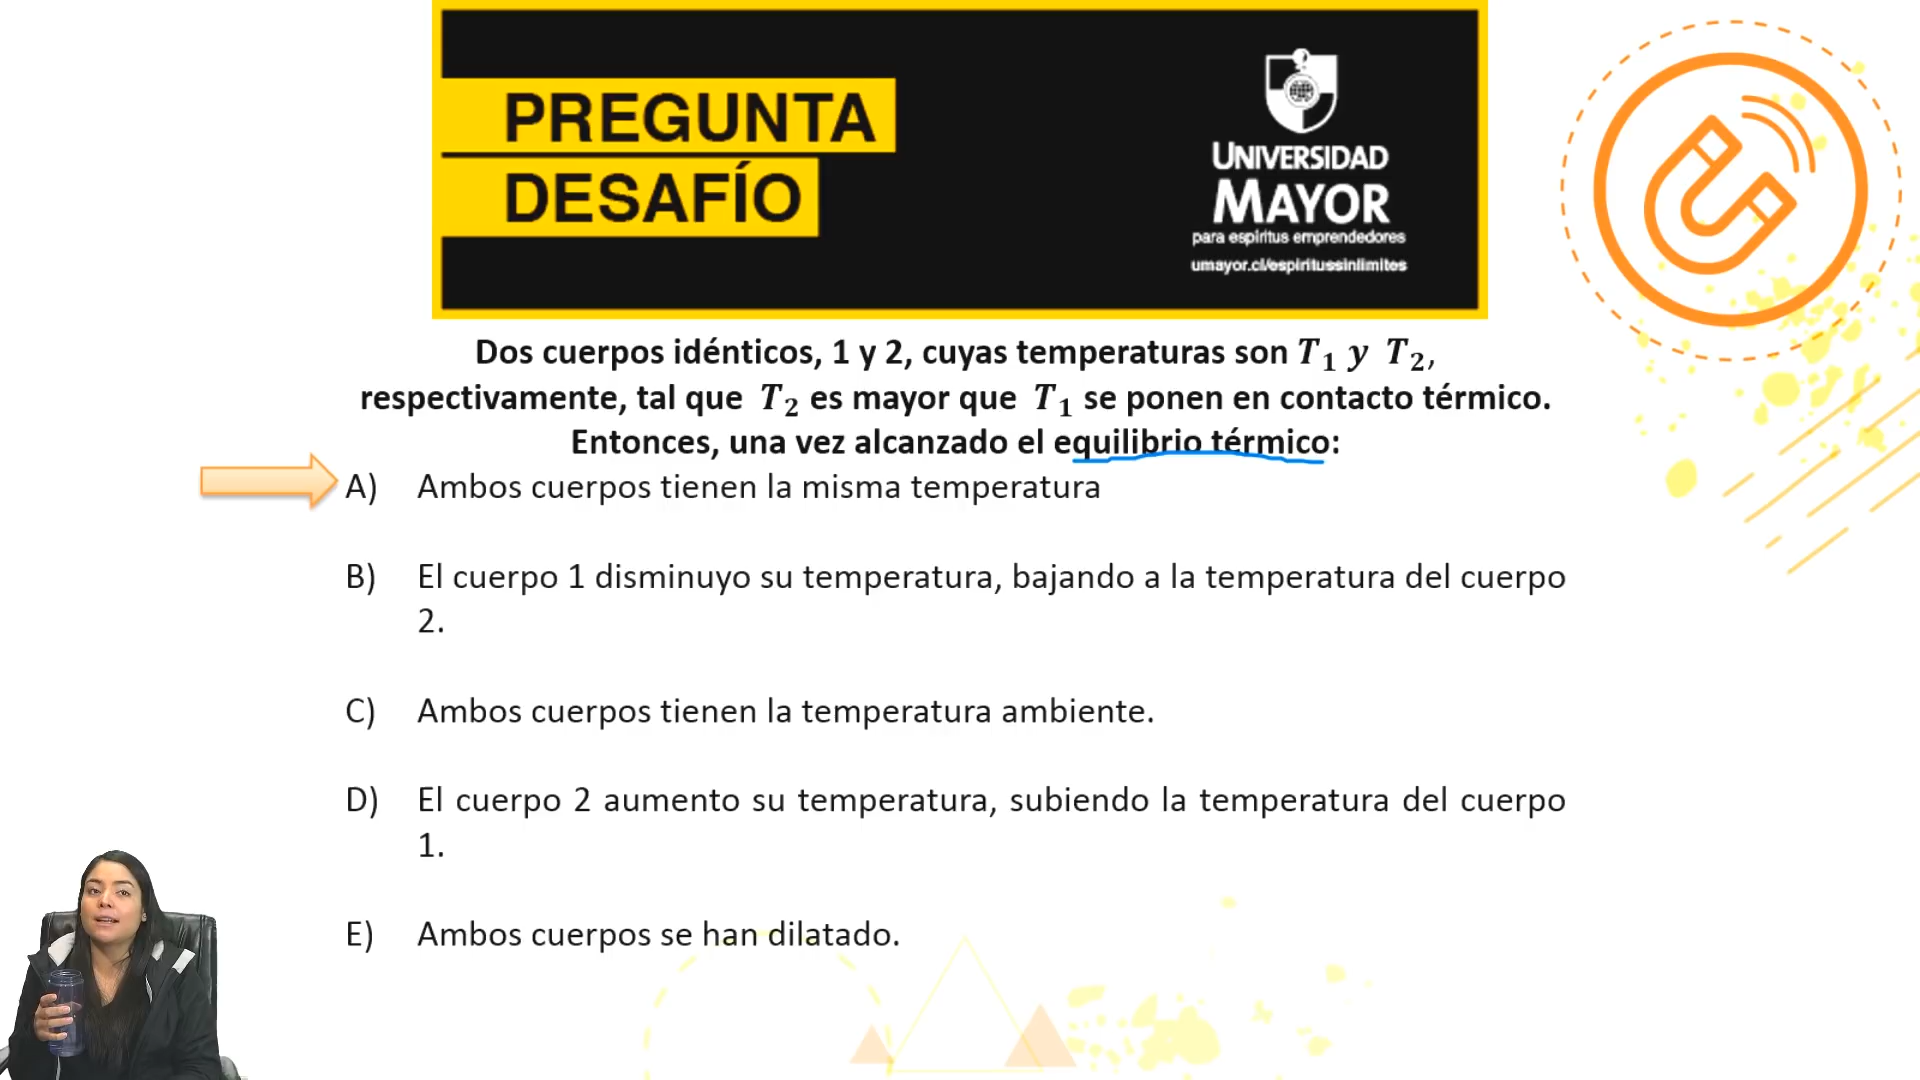 PREGUNTA
DESAFÍO
UNIVERSIDAD
MAYOR
para espíritus emprendedores
umayor.cl/espiritussinlimites
Dos cuerpos idénticos, 1 y 2, cuyas temperaturas son T₁ y T₂,
respectivamente, tal que T₂ es mayor que T₁ se ponen en contacto térmico.
Entonces, una vez alcanzado el equilibrio térmico:
A) Ambos cuerpos tienen la misma temperatura
B) El cuerpo 1 disminuyo su temperatura, bajando a la temperatura del cuerpo
2.
C) Ambos cuerpos tienen la temperatura ambiente.
D) El cuerpo 2 aumento su temperatura, subiendo la temperatura del cuerpo
1.
E) Ambos cuerpos se han dilatado.